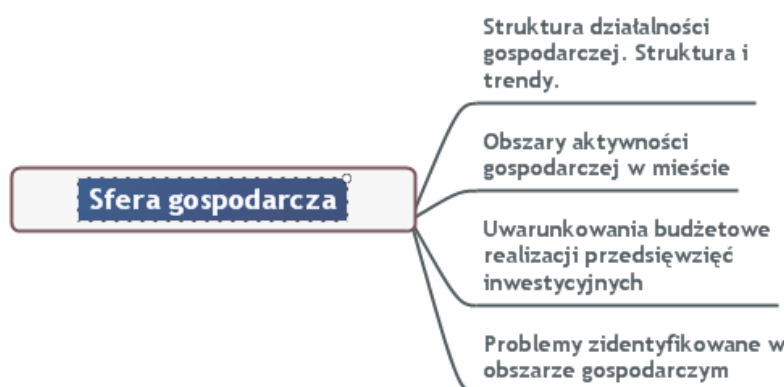 Struktura działalności
gospodarczej. Struktura i
trendy.
Obszary aktywności
gospodarczej w mieście
Sfera gospodarcza
Uwarunkowania budżetowe
realizacji przedsięwzięć
inwestycyjnych
Problemy zidentyfikowane w
obszarze gospodarczym